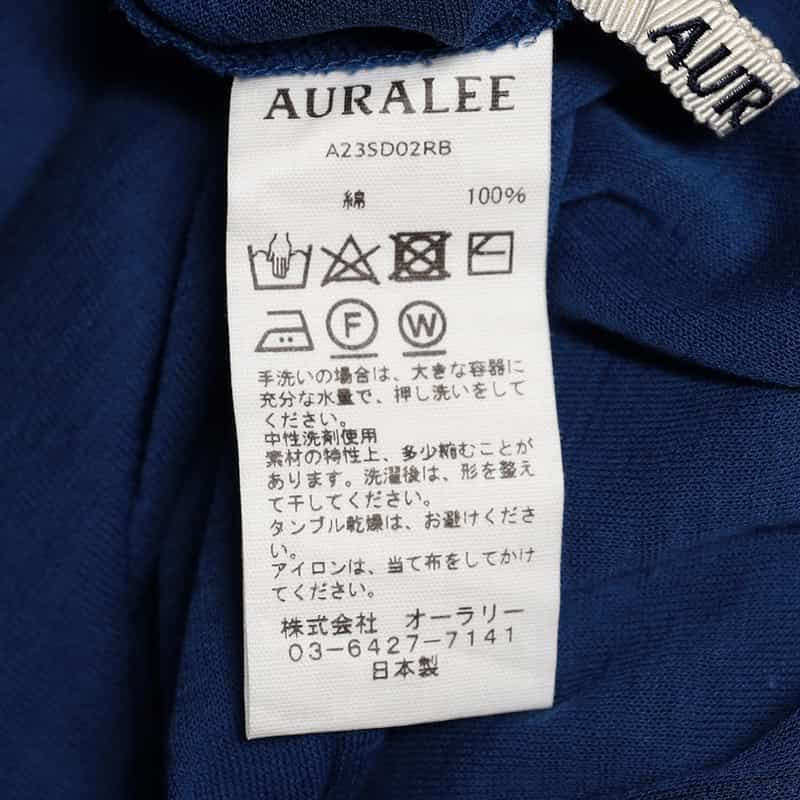 AUR
AURALEE
A23SD02RB
綿 100%
F W
手洗いの場合は、大きな容器に
充分な水量で、押し洗いをして
ください。
中性洗剤使用
素材の特性上、多少縮むことが
あります。洗濯後は、形を整え
て干してください。
タンブル乾燥は、お避けくださ
い。
アイロンは、当て布をしてかけ
てください。
株式会社 オーラリー
03-6427-7141
日本製